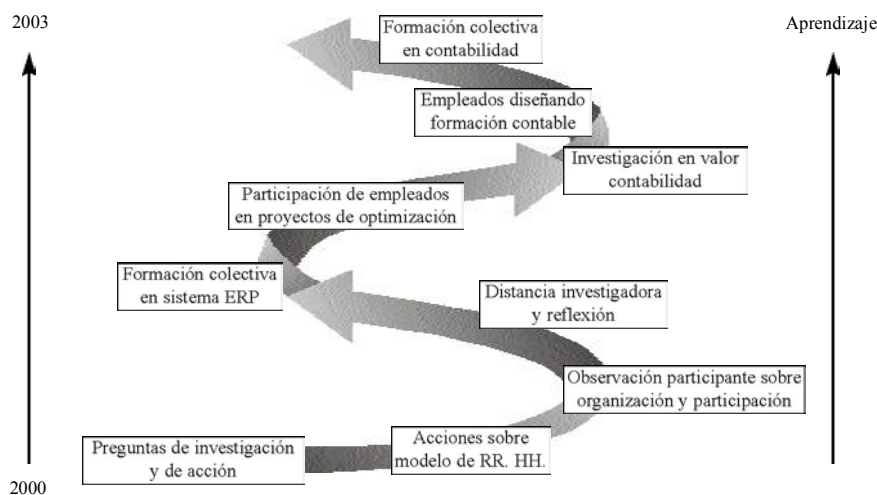 2003
Aprendizaje
Formación colectiva
en contabilidad
Empleados diseñando
formación contable
Investigación en valor
contabilidad
Participación de empleados
en proyectos de optimización
Formación colectiva
en sistema ERP
Distancia investigadora
y reflexión
Observación participante sobre
organización y participación
Acciones sobre
modelo de RR. HH.
Preguntas de investigación
y de acción
2000